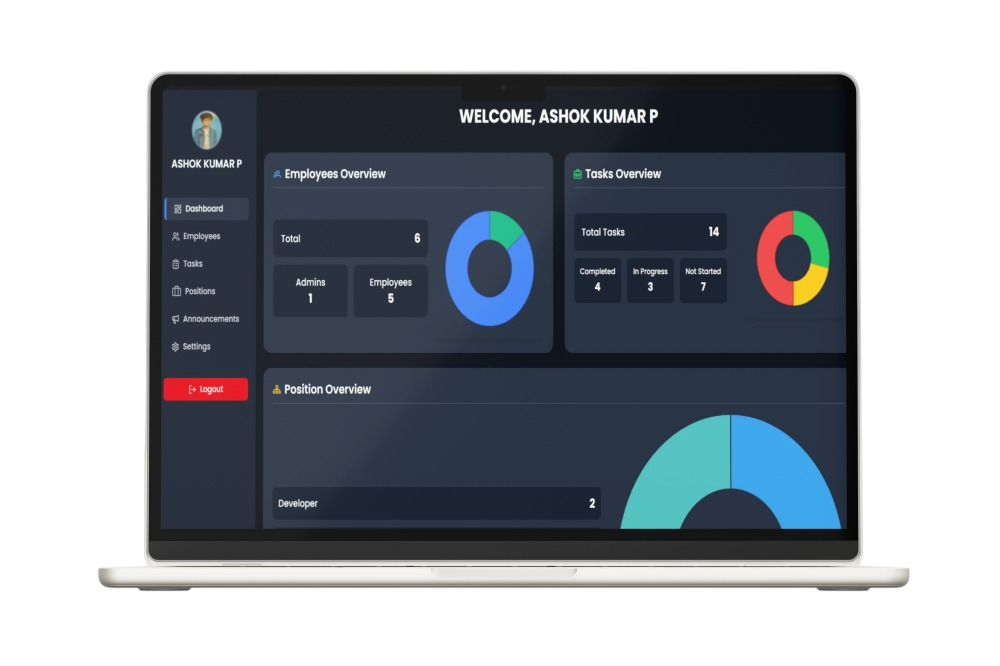 ASHOK KUMAR P
Dashboard
Employees
Tasks
Positions
Announcements
Settings
Logout
WELCOME, ASHOK KUMAR P
Employees Overview
Total 6
Admins
1
Employees
5
Tasks Overview
Total Tasks 14
Completed
4
In Progress
3
Not Started
7
Position Overview
Developer 2